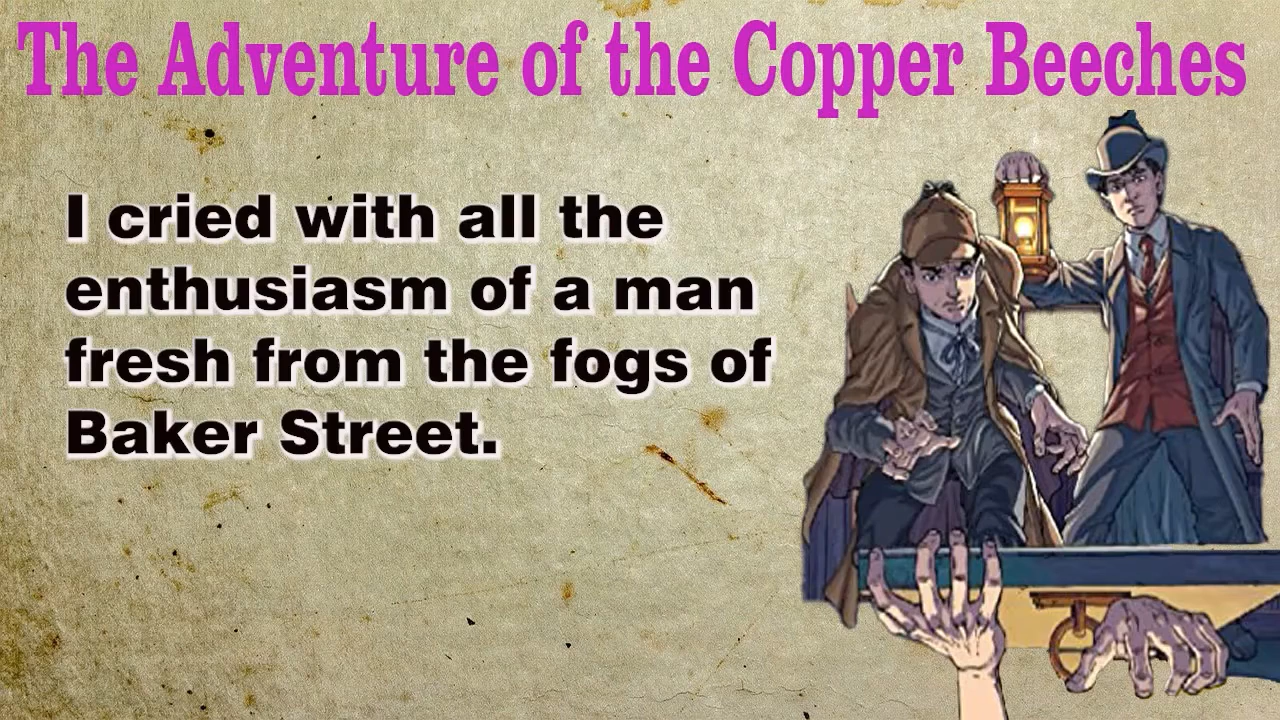 The Adventure of the Copper Beeches
I cried with all the
enthusiasm of a man
fresh from the fogs of
Baker Street.